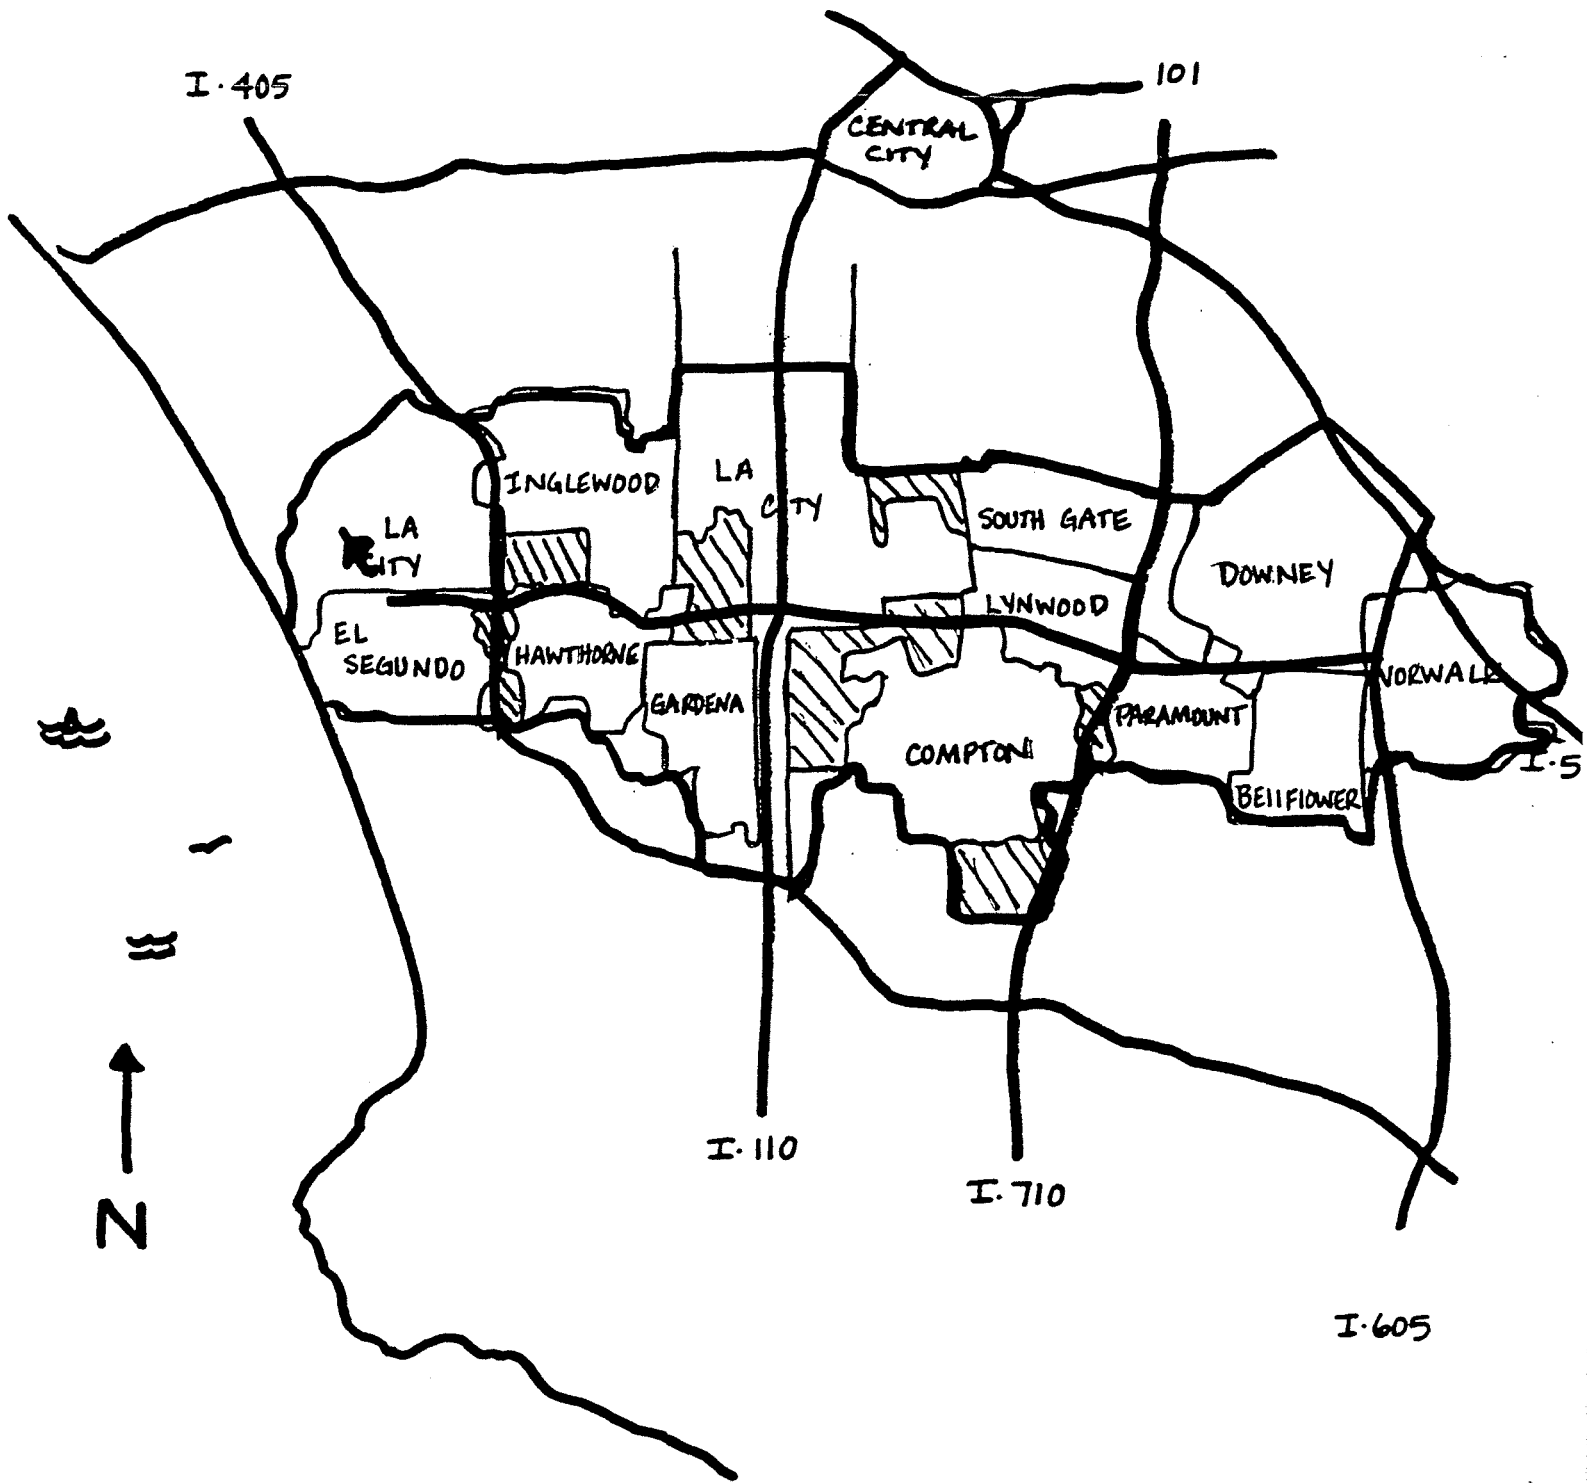 I-405
101
CENTRAL
CITY
INGLEWOOD
LA
CITY
SOUTH GATE
LA
CITY
DOWNEY
LYNWOOD
EL
SEGUNDO
HAWTHORNE
GARDENA
NORWALK
PARAMOUNT
COMPTON
I-5
BEllFlOWER
I-110
I-710
N
I-605